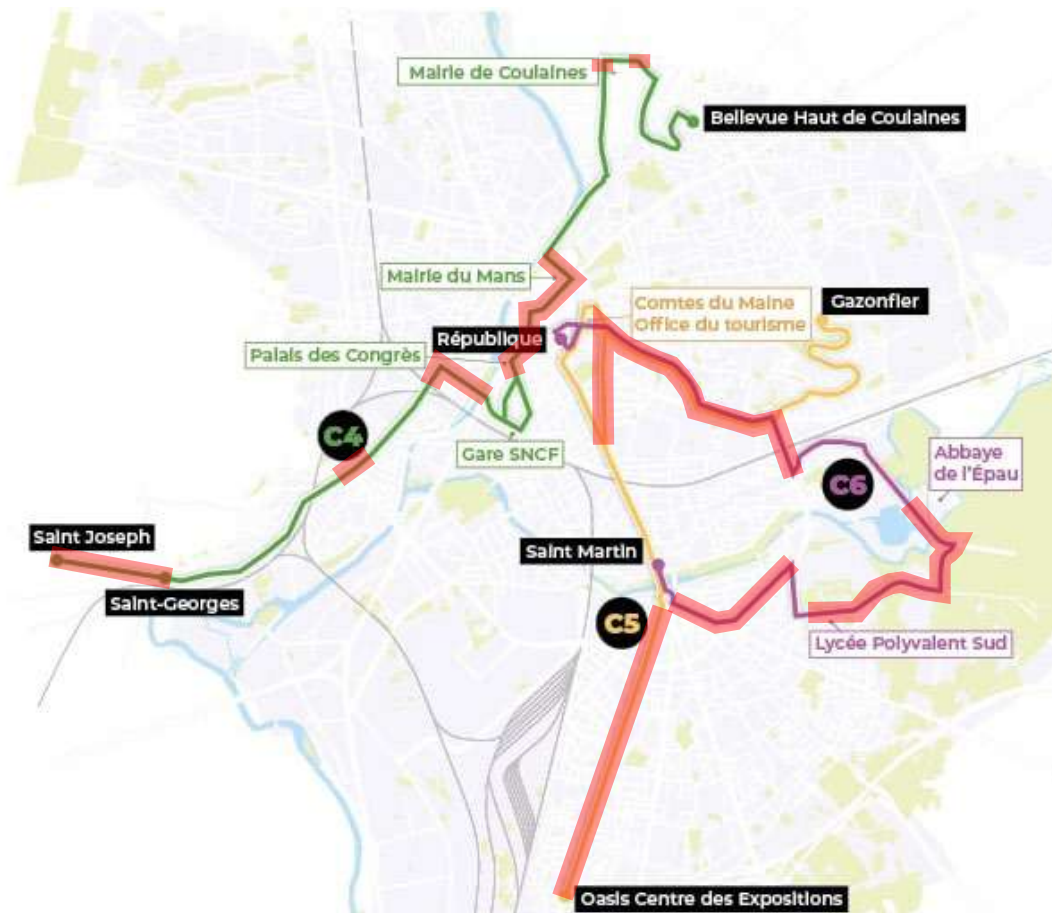 Mairie de Coulaines
Bellevue Haut de Coulaines
Mairie du Mans
Comtes du Maine
Office du tourisme
Gazonfier
République
Palais des Congrès
C4
Gare SNCF
Abbaye
de l'Épau
C6
Saint Joseph
Saint Martin
Saint-Georges
C5
Lycée Polyvalent Sud
Oasis Centre des Expositions